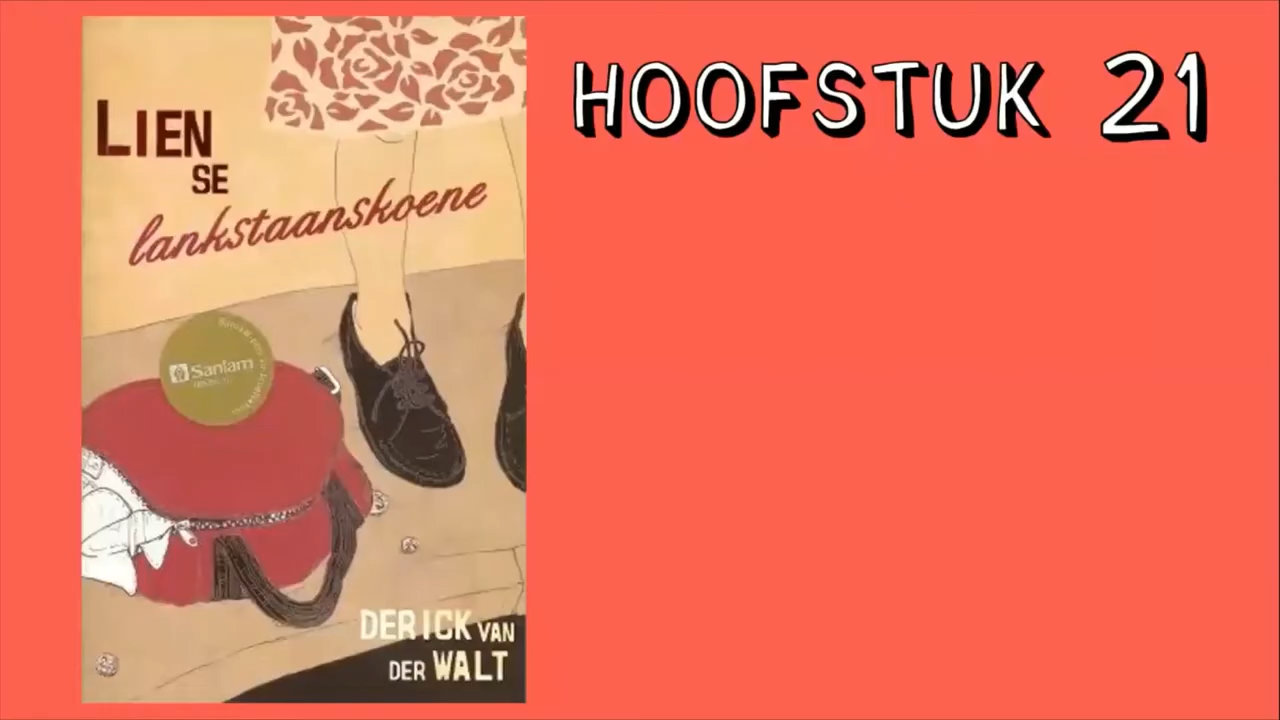 HOOFSTUK 21
LIEN
SE
lankstaanskoene
Sanlam
DERICK VAN
DER WALT